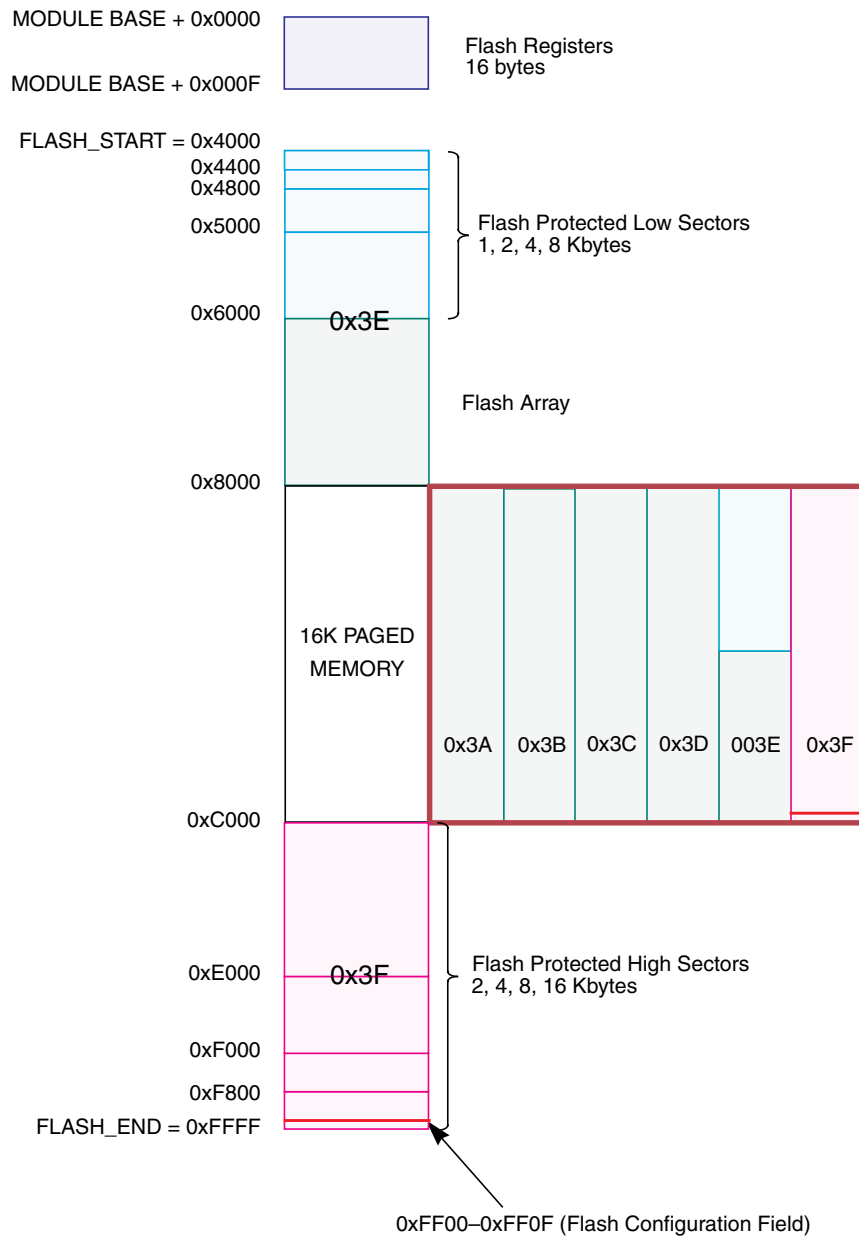 MODULE BASE + 0x0000
Flash Registers
16 bytes
MODULE BASE + 0x000F
FLASH_START = 0x4000
0x4400
0x4800
0x5000
Flash Protected Low Sectors
1, 2, 4, 8 Kbytes
0x6000
0x3E
Flash Array
0x8000
16K PAGED
MEMORY
0x3A
0x3B
0x3C
0x3D
003E
0x3F
0xC000
0xE000
0x3F
Flash Protected High Sectors
2, 4, 8, 16 Kbytes
0xF000
0xF800
FLASH_END = 0xFFFF
0xFF00–0xFF0F (Flash Configuration Field)